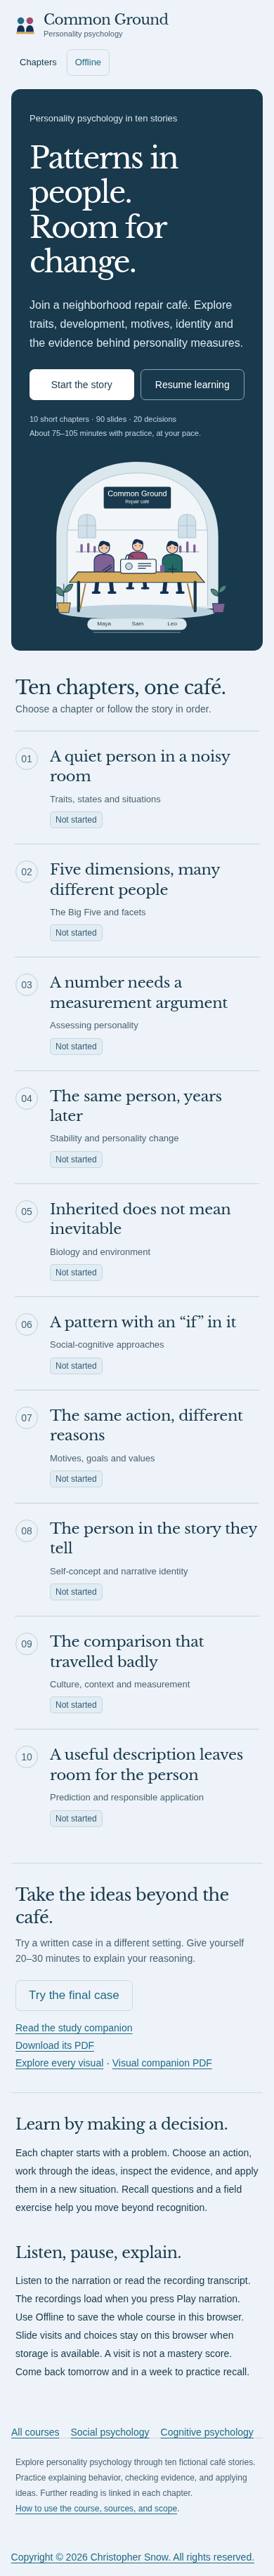 Common Ground
Personality psychology
Chapters
Offline
Personality psychology in ten stories
Patterns in
people.
Room for
change.
Join a neighborhood repair café. Explore
traits, development, motives, identity and
the evidence behind personality measures.
Start the story
Resume learning
10 short chapters · 90 slides · 20 decisions
About 75–105 minutes with practice, at your pace.
Common Ground
Repair café
Maya
Sam
Leo
Ten chapters, one café.
Choose a chapter or follow the story in order.
01
A quiet person in a noisy
room
Traits, states and situations
Not started
02
Five dimensions, many
different people
The Big Five and facets
Not started
03
A number needs a
measurement argument
Assessing personality
Not started
04
The same person, years
later
Stability and personality change
Not started
05
Inherited does not mean
inevitable
Biology and environment
Not started
06
A pattern with an “if” in it
Social-cognitive approaches
Not started
07
The same action, different
reasons
Motives, goals and values
Not started
08
The person in the story they
tell
Self-concept and narrative identity
Not started
09
The comparison that
travelled badly
Culture, context and measurement
Not started
10
A useful description leaves
room for the person
Prediction and responsible application
Not started
Take the ideas beyond the
café.
Try a written case in a different setting. Give yourself
20–30 minutes to explain your reasoning.
Try the final case
Read the study companion
Download its PDF
Explore every visual · Visual companion PDF
Learn by making a decision.
Each chapter starts with a problem. Choose an action,
work through the ideas, inspect the evidence, and apply
them in a new situation. Recall questions and a field
exercise help you move beyond recognition.
Listen, pause, explain.
Listen to the narration or read the recording transcript.
The recordings load when you press Play narration.
Use Offline to save the whole course in this browser.
Slide visits and choices stay on this browser when
storage is available. A visit is not a mastery score.
Come back tomorrow and in a week to practice recall.
All courses
Social psychology
Cognitive psychology
Explore personality psychology through ten fictional café stories.
Practice explaining behavior, checking evidence, and applying
ideas. Further reading is linked in each chapter.
How to use the course, sources, and scope.
Copyright © 2026 Christopher Snow. All rights reserved.